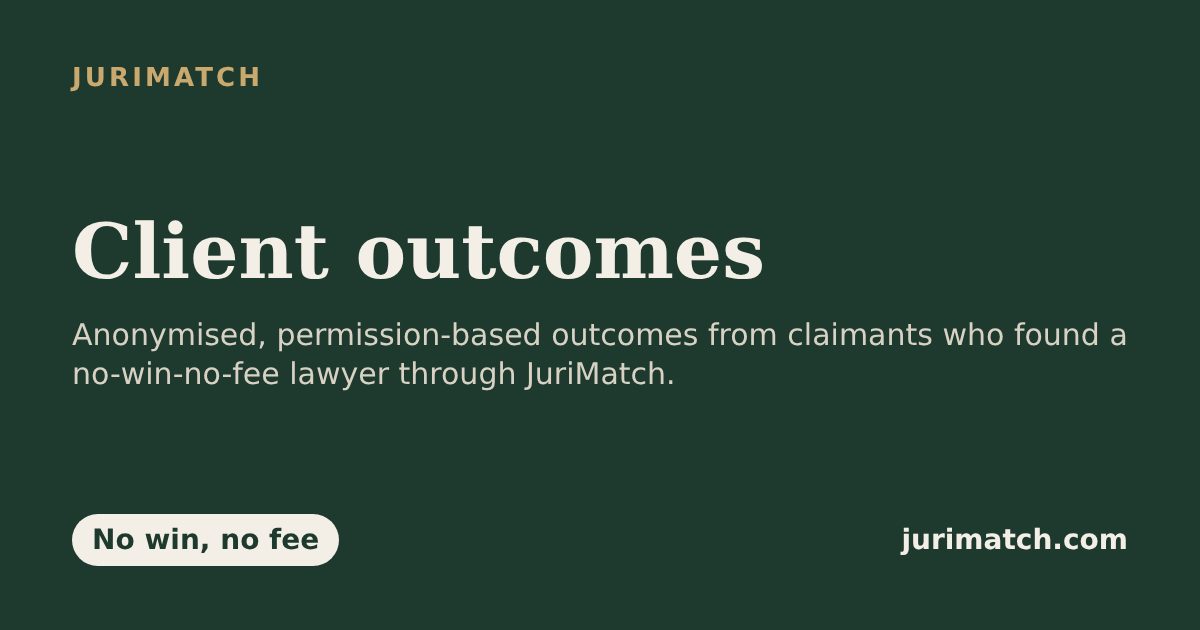 JURIMATCH
Client outcomes
Anonymised, permission-based outcomes from claimants who found a
no-win-no-fee lawyer through JuriMatch.
No win, no fee
jurimatch.com